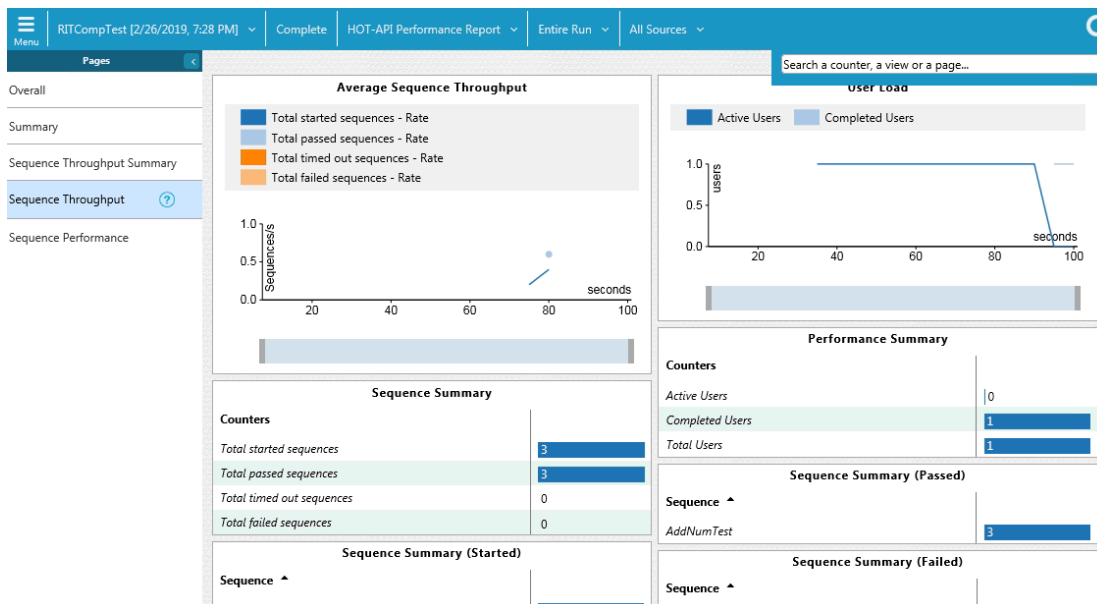 Menu
RITCompTest [2/26/2019, 7:28 PM]
Complete
HOT-API Performance Report
Entire Run
All Sources
Search a counter, a view or a page...
Pages
Overall
Summary
Sequence Throughput Summary
Sequence Throughput ?
Sequence Performance
Average Sequence Throughput
Total started sequences - Rate
Total passed sequences - Rate
Total timed out sequences - Rate
Total failed sequences - Rate
Sequences/s
1.0
0.5
0.0
seconds
20 40 60 80 100
Sequence Summary
Counters
Total started sequences 3
Total passed sequences 3
Total timed out sequences 0
Total failed sequences 0
Sequence Summary (Started)
Sequence
User Load
Active Users Completed Users
users
1.0
0.5
0.0
seconds
20 40 60 80 100
Performance Summary
Counters
Active Users 0
Completed Users 1
Total Users 1
Sequence Summary (Passed)
Sequence
AddNumTest 3
Sequence Summary (Failed)
Sequence